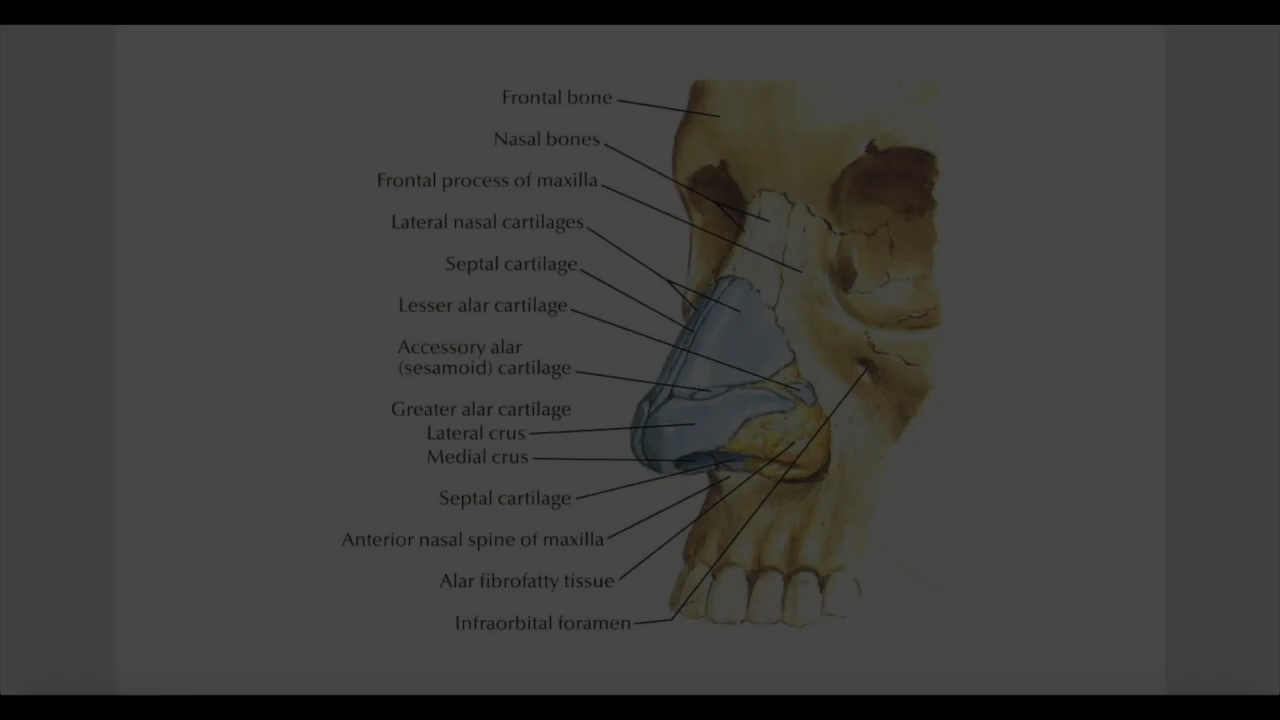 Frontal bone
Nasal bones
Frontal process of maxilla
Lateral nasal cartilages
Septal cartilage
Lesser alar cartilage
Accessory alar
(sesamoid) cartilage
Greater alar cartilage
Lateral crus
Medial crus
Septal cartilage
Anterior nasal spine of maxilla
Alar fibrofatty tissue
Infraorbital foramen